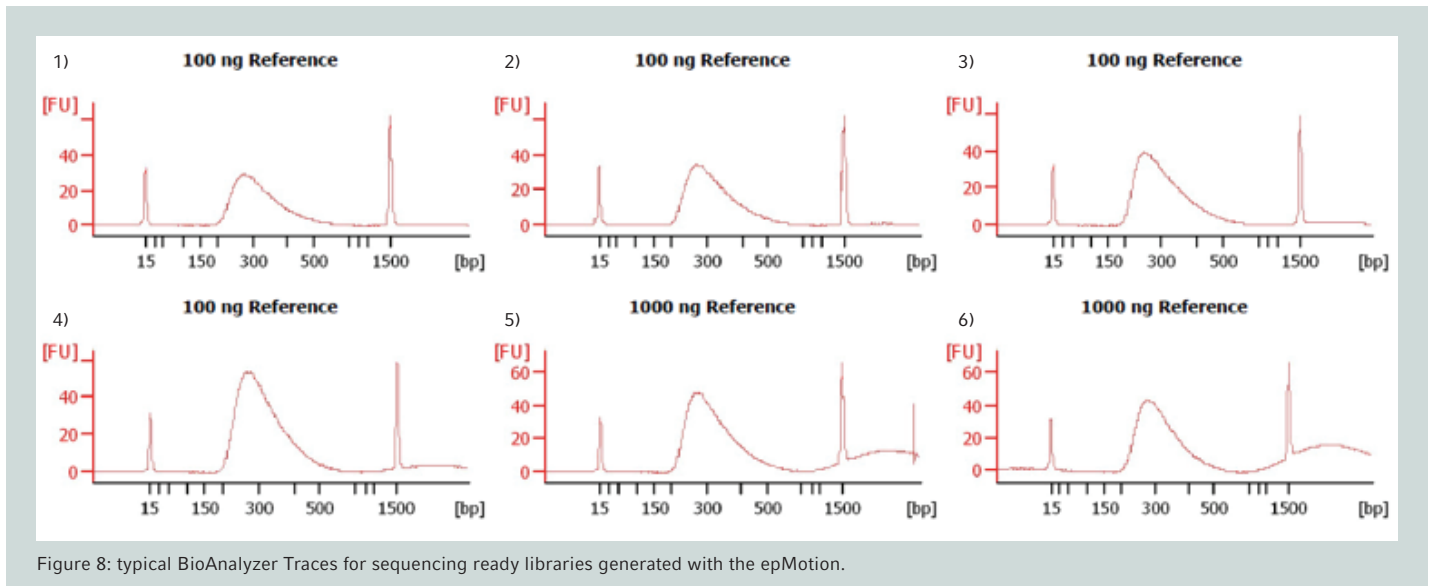 1) 100 ng Reference
[FU]
40
20
0
15 150 300 500 1500 [bp]
2) 100 ng Reference
[FU]
40
20
0
15 150 300 500 1500 [bp]
3) 100 ng Reference
[FU]
40
20
0
15 150 300 500 1500 [bp]
4) 100 ng Reference
[FU]
40
20
0
15 150 300 500 1500 [bp]
5) 1000 ng Reference
[FU]
60
40
20
0
15 150 300 500 1500 [bp]
6) 1000 ng Reference
[FU]
60
40
20
0
15 150 300 500 1500 [bp]
Figure 8: typical BioAnalyzer Traces for sequencing ready libraries generated with the epMotion.